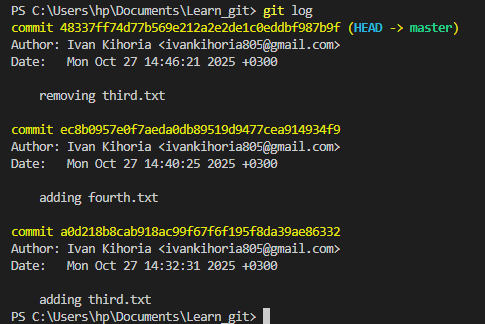 PS C:\Users\hp\Documents\Learn_git> git log
commit 48337ff74d77b569e212a2e2de1c0eddbf987b9f (HEAD -> master)
Author: Ivan Kihoria <ivankihoria805@gmail.com>
Date:   Mon Oct 27 14:46:21 2025 +0300
    removing third.txt
commit ec8b0957e0f7aeda0db89519d9477cea914934f9
Author: Ivan Kihoria <ivankihoria805@gmail.com>
Date:   Mon Oct 27 14:40:25 2025 +0300
    adding fourth.txt
commit a0d218b8cab918ac99f67f6f195f8da39ae86332
Author: Ivan Kihoria <ivankihoria805@gmail.com>
Date:   Mon Oct 27 14:32:31 2025 +0300
    adding third.txt
PS C:\Users\hp\Documents\Learn_git>